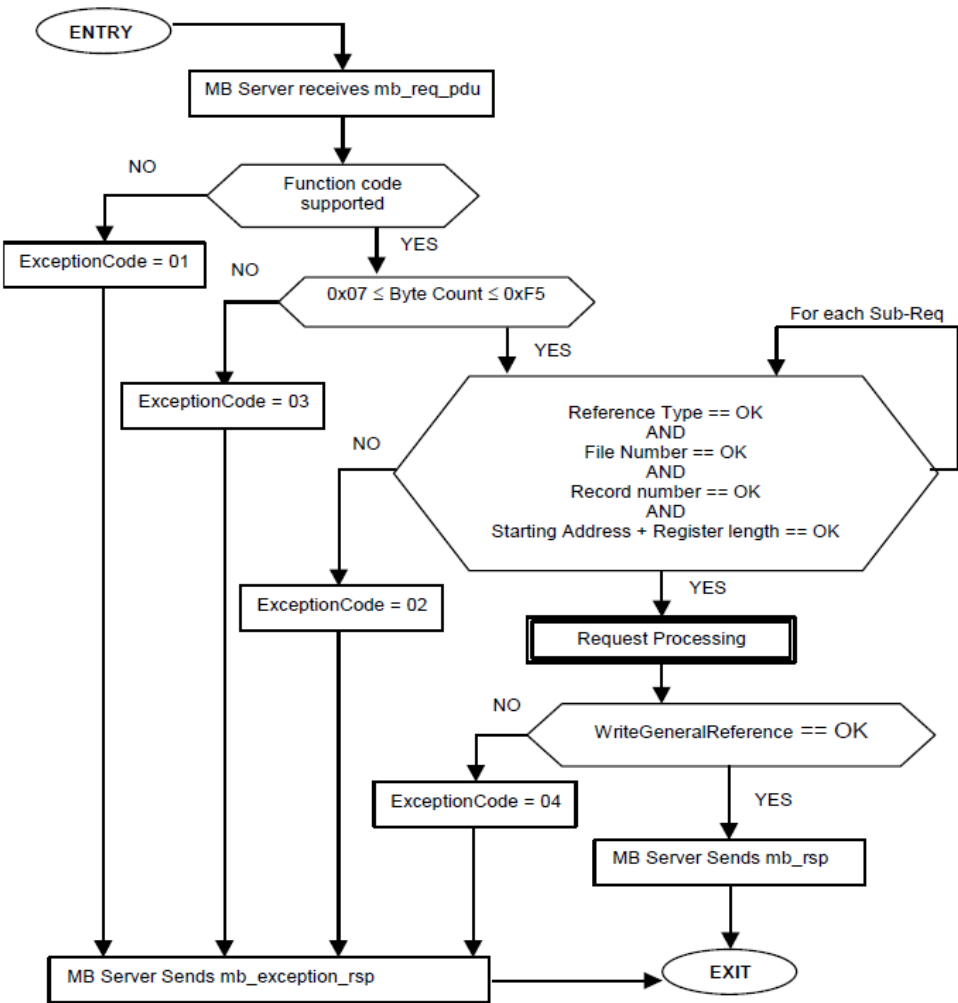 ENTRY
MB Server receives mb_req_pdu
NO
Function code
supported
YES
ExceptionCode = 01
NO
0x07 ≤ Byte Count ≤ 0xF5
For each Sub-Req
YES
ExceptionCode = 03
Reference Type == OK
AND
NO
File Number == OK
AND
Record number == OK
AND
Starting Address + Register length == OK
YES
ExceptionCode = 02
Request Processing
NO
WriteGeneralReference == OK
ExceptionCode = 04
YES
MB Server Sends mb_rsp
MB Server Sends mb_exception_rsp
EXIT